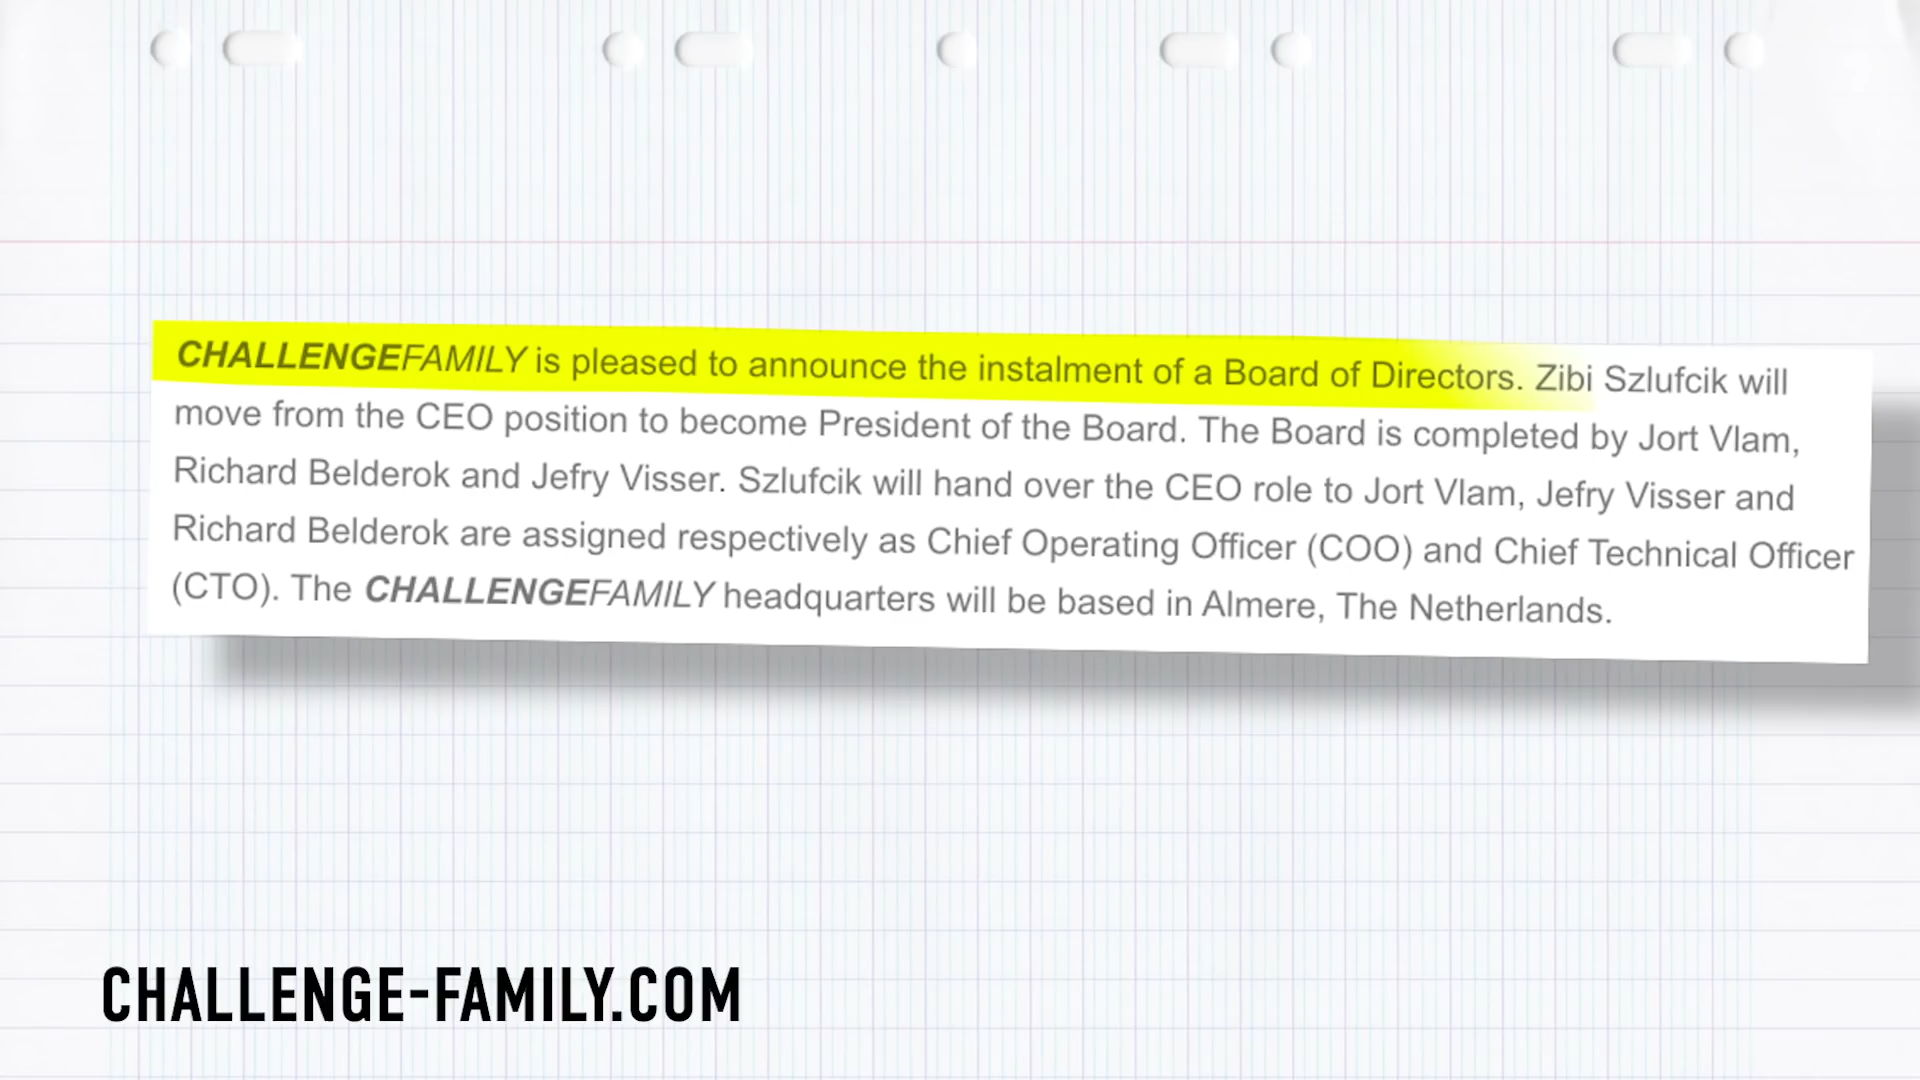 CHALLENGEFAMILY is pleased to announce the instalment of a Board of Directors. Zibi Szlufcik will
move from the CEO position to become President of the Board. The Board is completed by Jort Vlam,
Richard Belderok and Jefry Visser. Szlufcik will hand over the CEO role to Jort Vlam, Jefry Visser and
Richard Belderok are assigned respectively as Chief Operating Officer (COO) and Chief Technical Officer
(CTO). The CHALLENGEFAMILY headquarters will be based in Almere, The Netherlands.
CHALLENGE-FAMILY.COM